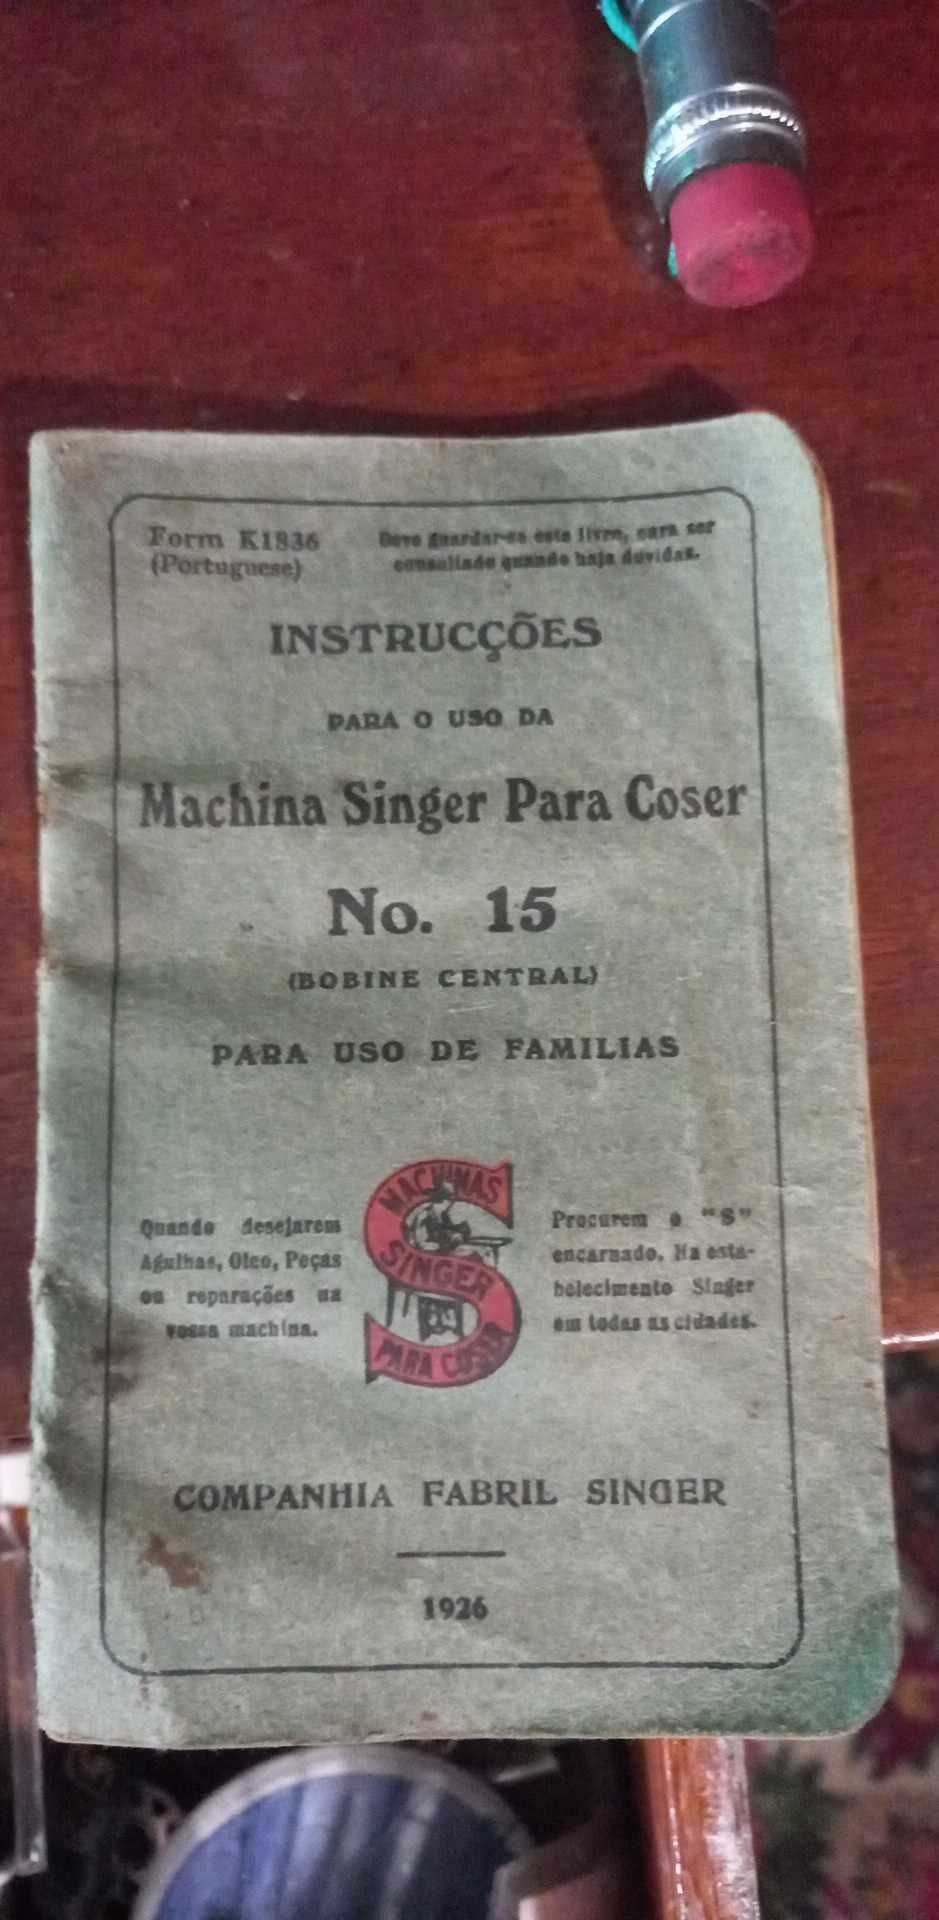 Form K1836
(Portuguese)
Deve guardar-se este livro, para ser
consultado quando haja duvidas.
INSTRUCÇÕES
PARA O USO DA
Machina Singer Para Coser
No. 15
(BOBINE CENTRAL)
PARA USO DE FAMILIAS
Quando desejarem
Agulhas, Oleo, Peças
ou reparações na
vossa machina.
MACHINAS
SINGER
PARA COSER
Procurem o "S"
encarnado. Ha esta-
belecimento Singer
em todas as cidades.
COMPANHIA FABRIL SINGER
1926